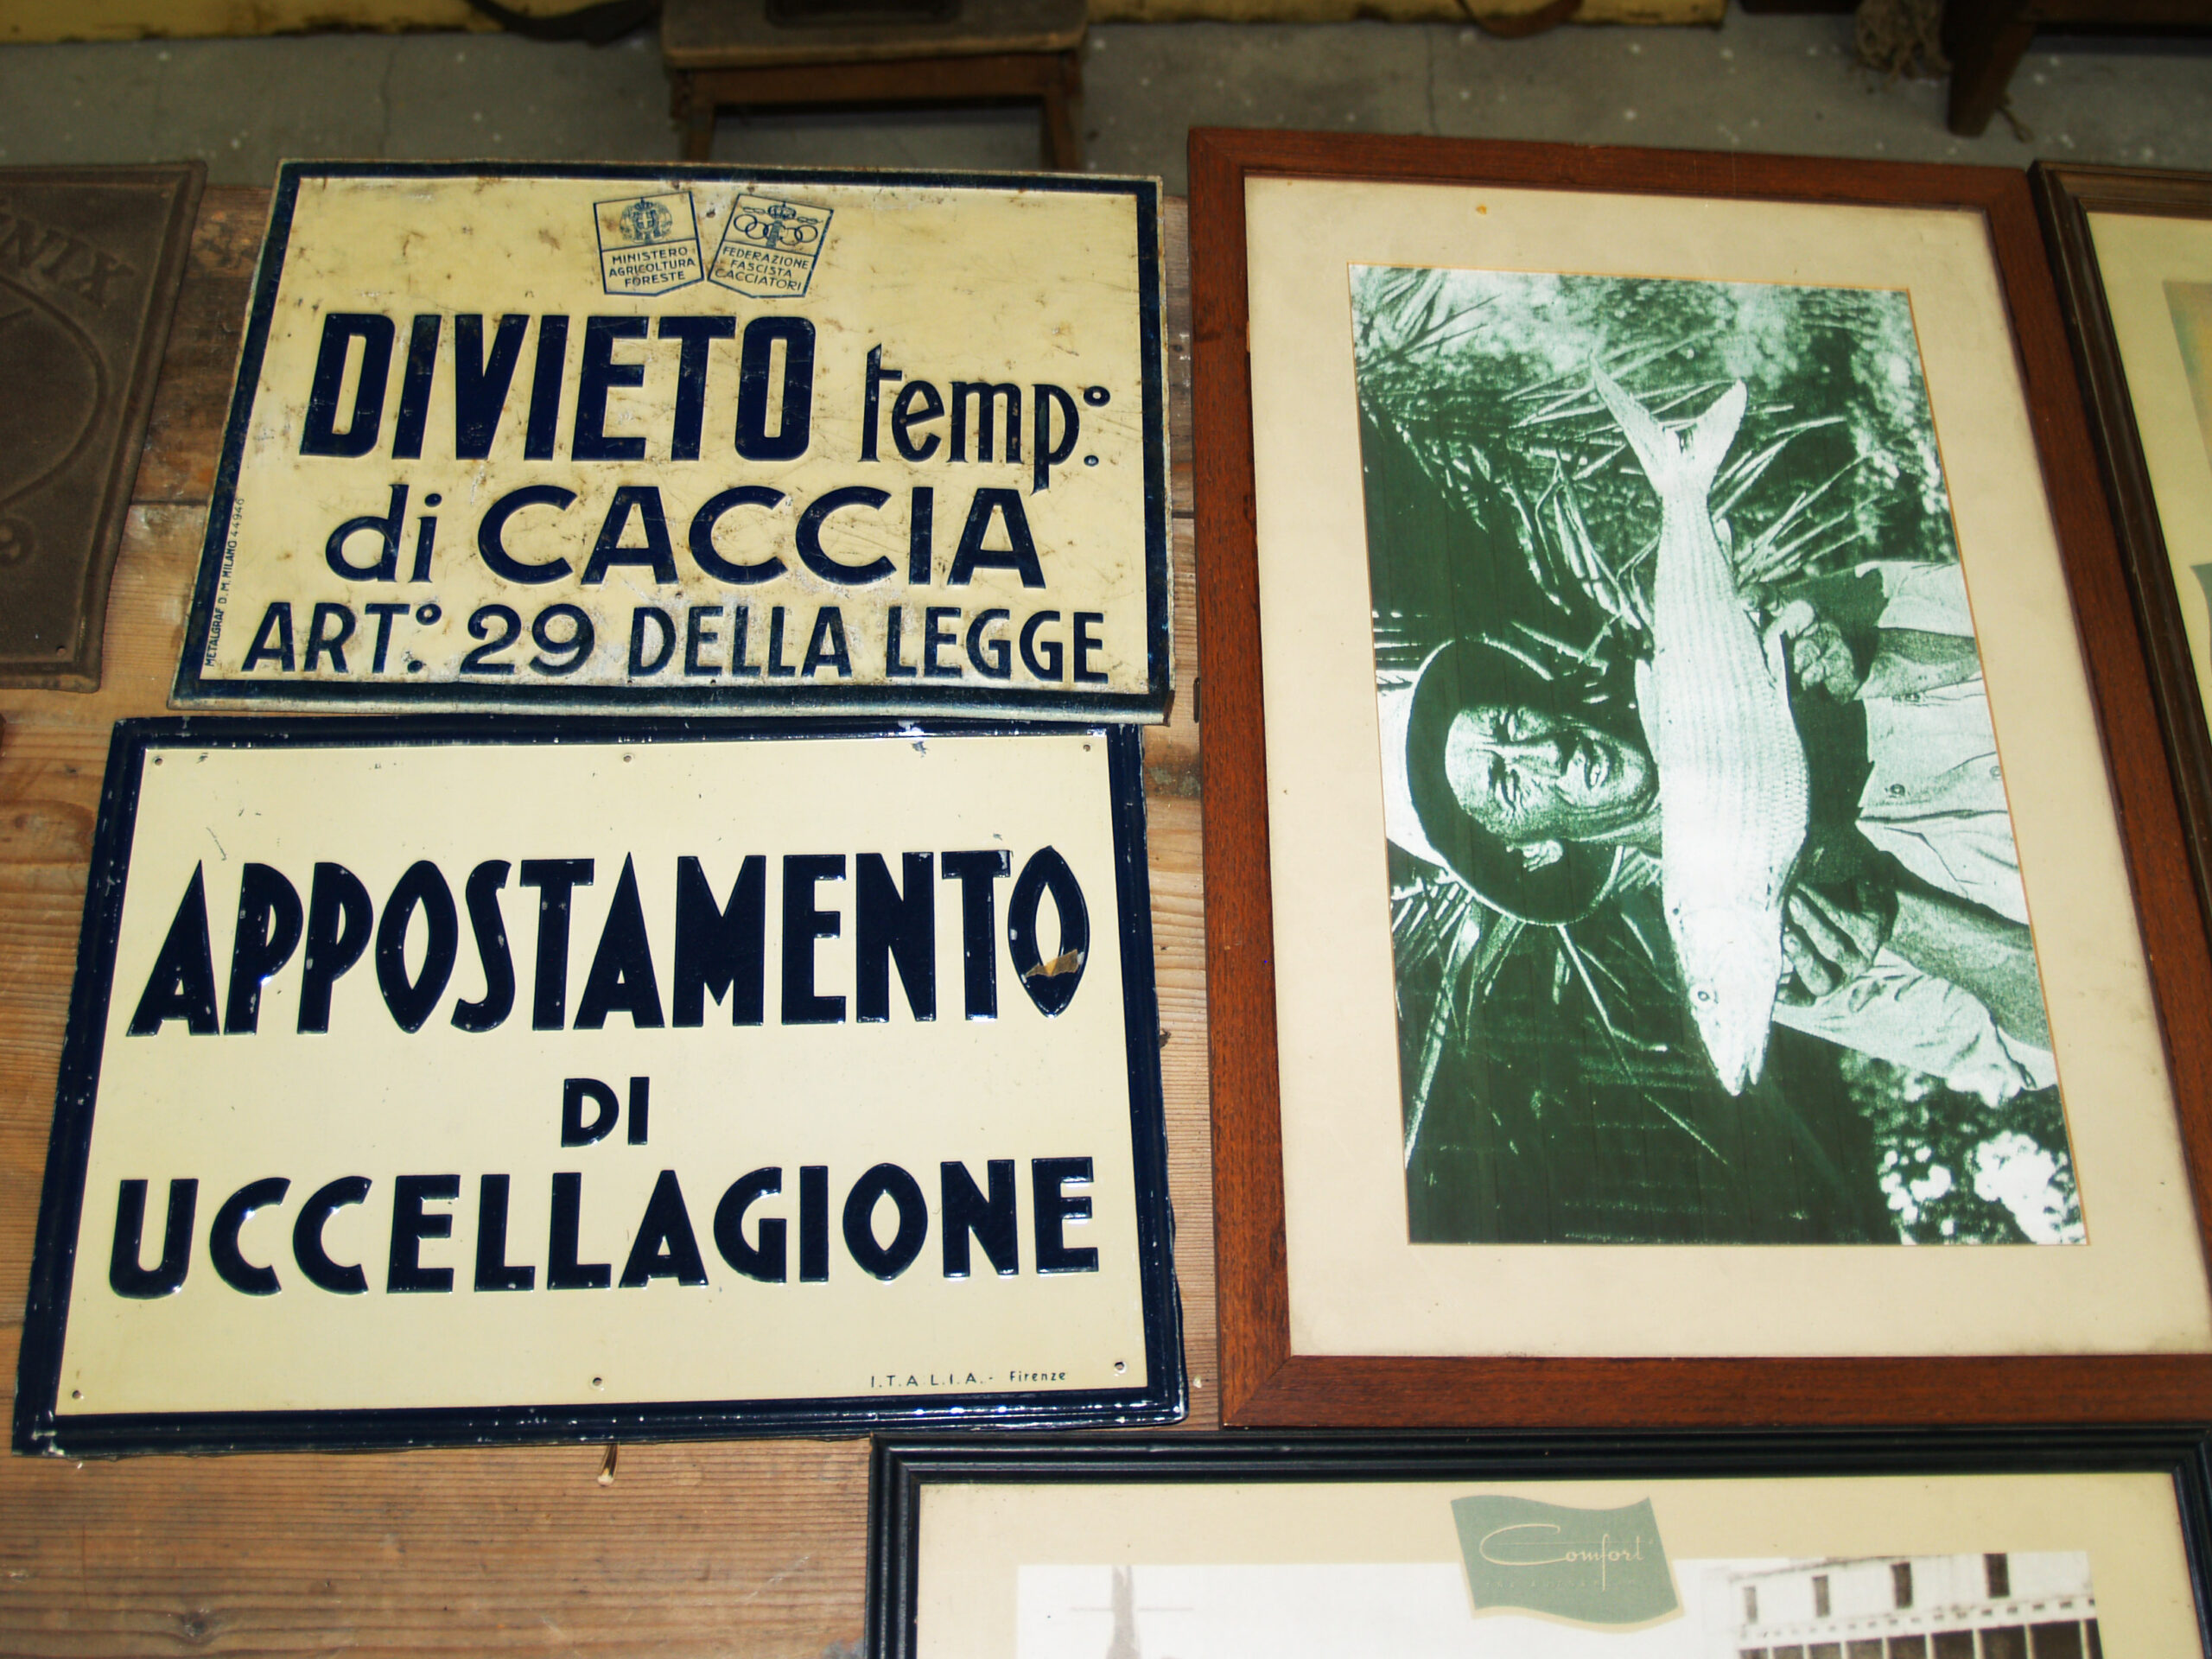 MINISTERO
AGRICOLTURA
FORESTE
FEDERAZIONE
FASCISTA
CACCIATORI
DIVIETO temp.º
di CACCIA
ART.º 29 DELLA LEGGE
METALGRAF D. M. MILANO 44946
APPOSTAMENTO
DI
UCCELLAGIONE
I.T.A.L.I.A.- Firenze
Comfort